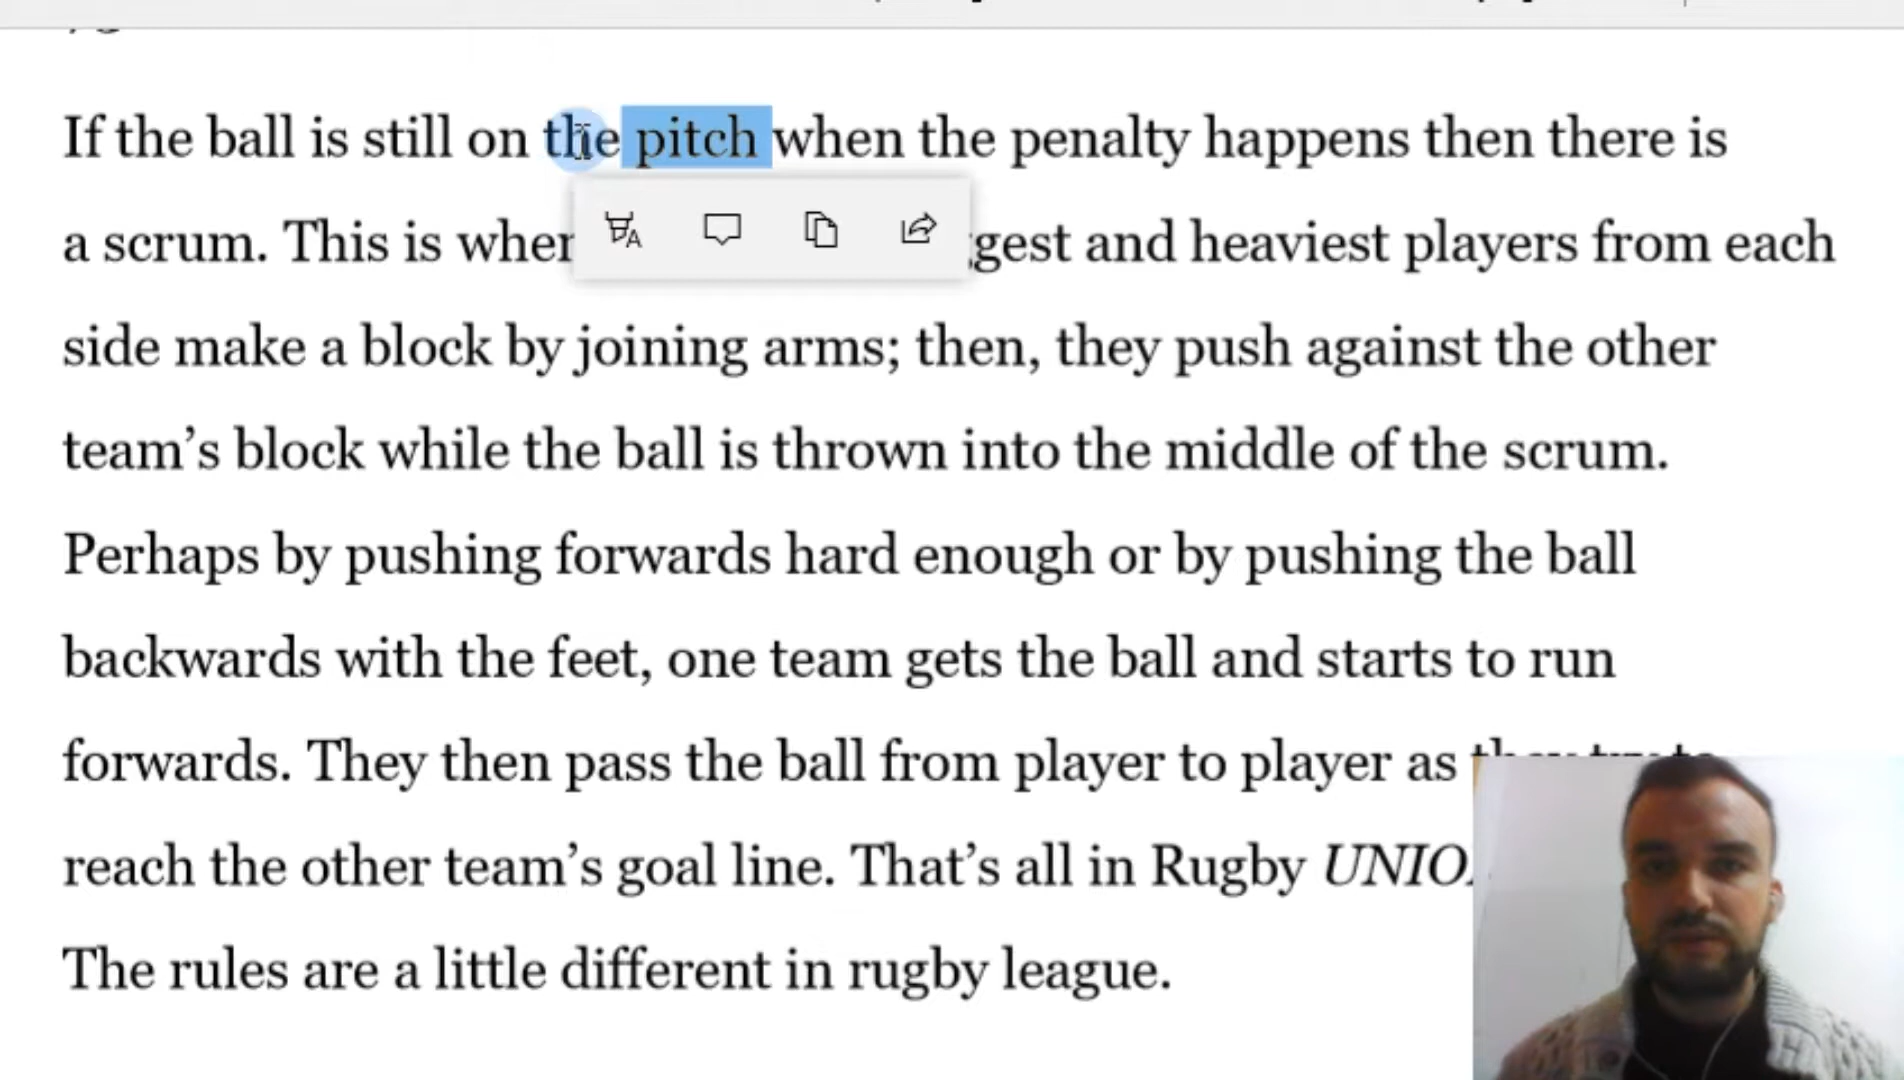 If the ball is still on the pitch when the penalty happens then there is
a scrum. This is when and heaviest players from each
side make a block by joining arms; then, they push against the other
team's block while the ball is thrown into the middle of the scrum.
Perhaps by pushing forwards hard enough or by pushing the ball
backwards with the feet, one team gets the ball and starts to run
forwards. They then pass the ball from player to player as they try to
reach the other team's goal line. That's all in Rugby
The rules are a little different in rugby league.